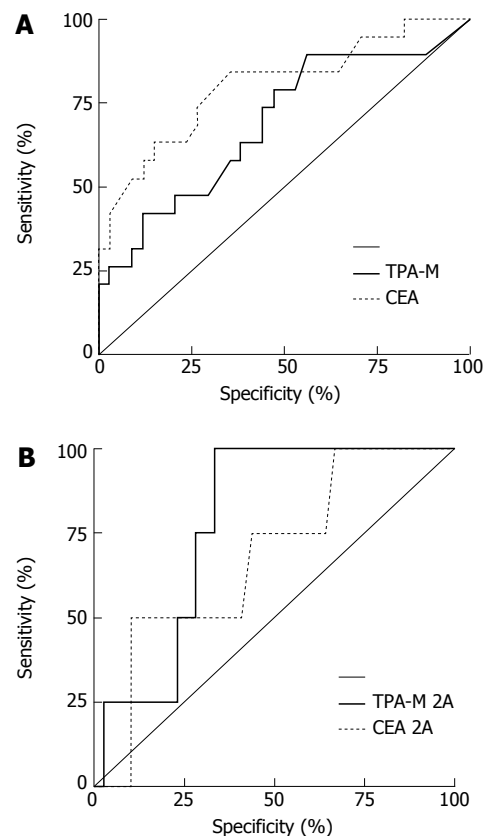 A
100
75
50
25
0
Sensitivity (%)
TPA-M
CEA
0 25 50 75 100
Specificity (%)
B
100
75
50
25
0
Sensitivity (%)
TPA-M 2A
CEA 2A
0 25 50 75 100
Specificity (%)